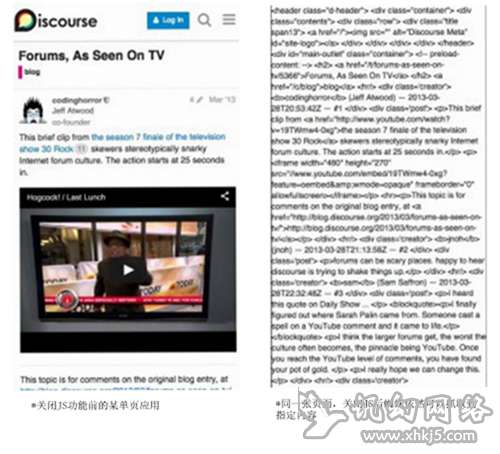 Discourse
Log In
Forums, As Seen On TV
blog
codinghorror
Jeff Atwood
co-founder
4
Mar '13
This brief clip from the season 7 finale of the television
show 30 Rock 11 skewers stereotypically snarky
Internet forum culture. The action starts at 25 seconds
in.
Hogcock! / Last Lunch
TODAY
This topic is for comments on the original blog entry, at
■关闭JS功能前的某单页应用
<header class="d-header"> <div class="container"> <div
class="contents"> <div class="row"> <div class="title
span13"> <a href="/"><img src="" alt="Discourse Meta"
id="site-logo"></a> </div> </div> </div> </div> </header>
<div id="main-outlet" class="container"> <!-- preload-
content: --> <h2> <a href="/t/forums-as-seen-on-
tv/5366">Forums, As Seen On TV</a> </h2> <a
href="/c/blog">blog</a> <hr/> <div class='creator'>
<b>codinghorror</b> (Jeff Atwood) — 2013-03-
28T20:53:42Z — #1 </div> <div class='post'> <p>This brief
clip from <a href="http://www.youtube.com/watch?
v=19TWmw4-0xg">the season 7 finale of the television
show 30 Rock</a> skewers stereotypically snarky Internet
forum culture. The action starts at 25 seconds in.</p> <p>
<iframe width="480" height="270"
src="//www.youtube.com/embed/19TWmw4-0xg?
feature=oembed&amp;wmode=opaque" frameborder="0"
allowfullscreen></iframe></p> <hr><p>This topic is for
comments on the original blog entry, at <a
href="http://blog.discourse.org/2013/03/forums-as-seen-on-
tv/">http://blog.discourse.org/2013/03/forums-as-seen-on-
tv/</a></p> </div> <hr/> <div class='creator'> <b>jnoh</b>
(jnoh) — 2013-03-28T21:13:58Z — #2 </div> <div
class='post'> <p>forums can be scary places. happy to hear
discourse is trying to shake things up.</p> </div> <hr/> <div
class='creator'> <b>sam</b> (Sam Saffron) — 2013-03-
28T22:32:46Z — #3 </div> <div class='post'> <p>I heard
this quote on Daily Show ... </p> <blockquote><p>I finally
figured out where Sarah Palin came from. Someone cast a
spell on a YouTube comment and it came to life.</p>
</blockquote> <p>I think the larger forums get, the worst the
culture often becomes, the pinnacle being YouTube. Once
you reach the YouTube level of comments, you have found
your pot of gold. </p> <p>I really hope we can change this.
</p> </div> <hr/> <div class='creator'>
■同一张页面，关闭JS后蜘蛛依然可以抓取到
指定内容
www.xhkj5.com